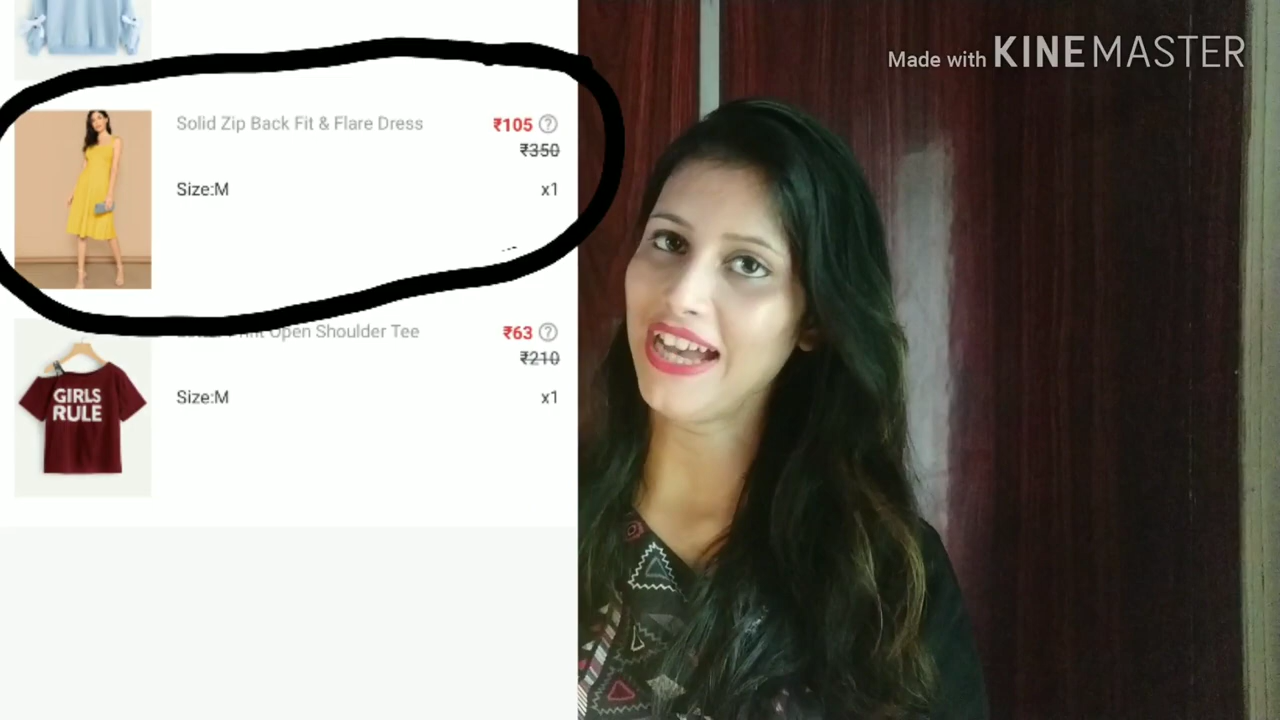 Made with KINEMASTER
Solid Zip Back Fit & Flare Dress
₹105
₹350
Size:M
x1
Open Shoulder Tee
₹63
₹210
Size:M
x1
GIRLS
RULE